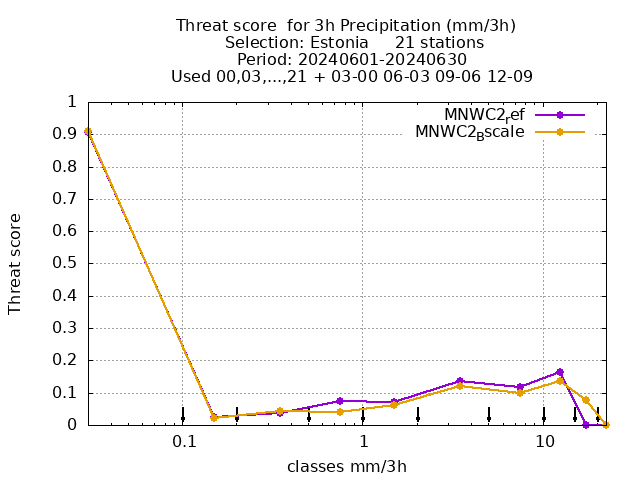 Threat score  for 3h Precipitation (mm/3h)
Selection: Estonia     21 stations
Period: 20240601-20240630
Used 00,03,...,21 + 03-00 06-03 09-06 12-09
MNWC2ref
MNWC2Bscale
1
0.9
0.8
0.7
0.6
0.5
0.4
0.3
0.2
0.1
0
Threat score
0.1 1 10
classes mm/3h